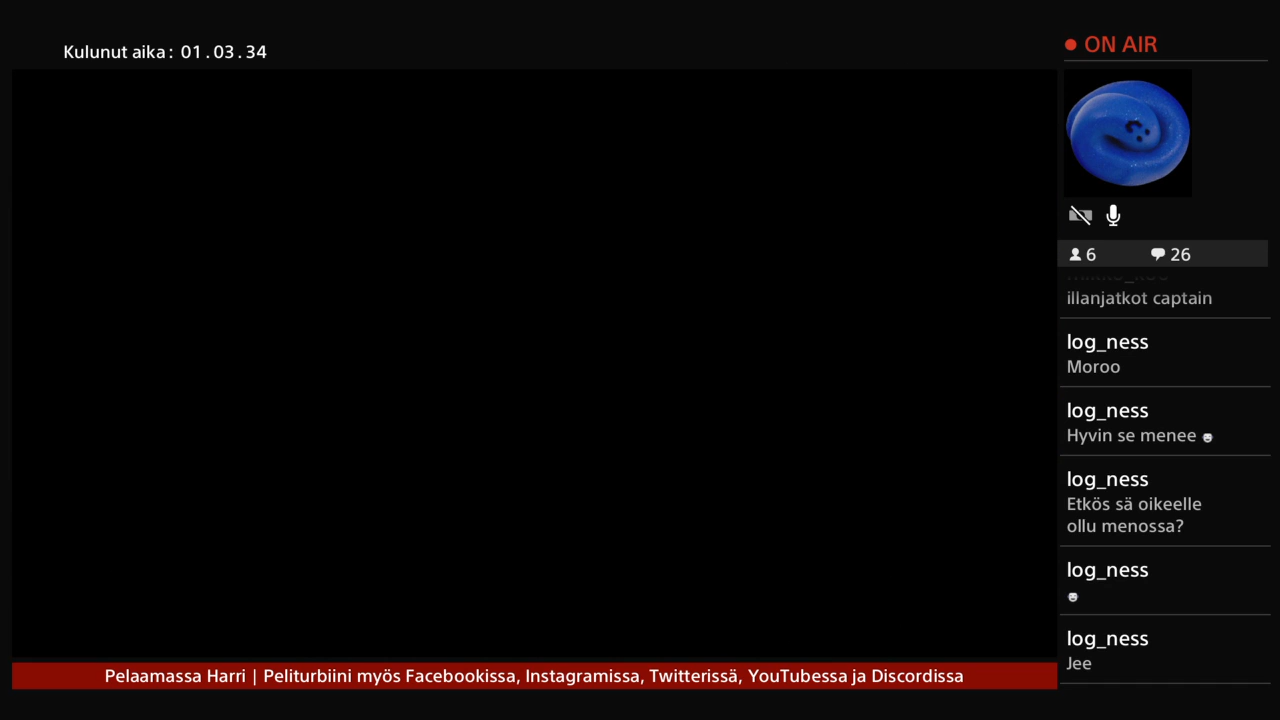 Kulunut aika: 01.03.34
ON AIR
6
26
illanjatkot captain
log_ness
Moroo
log_ness
Hyvin se menee
log_ness
Etkös sä oikeelle
ollu menossa?
log_ness
log_ness
Jee
Pelaamassa Harri | Peliturbiini myös Facebookissa, Instagramissa, Twitterissä, YouTubessa ja Discordissa